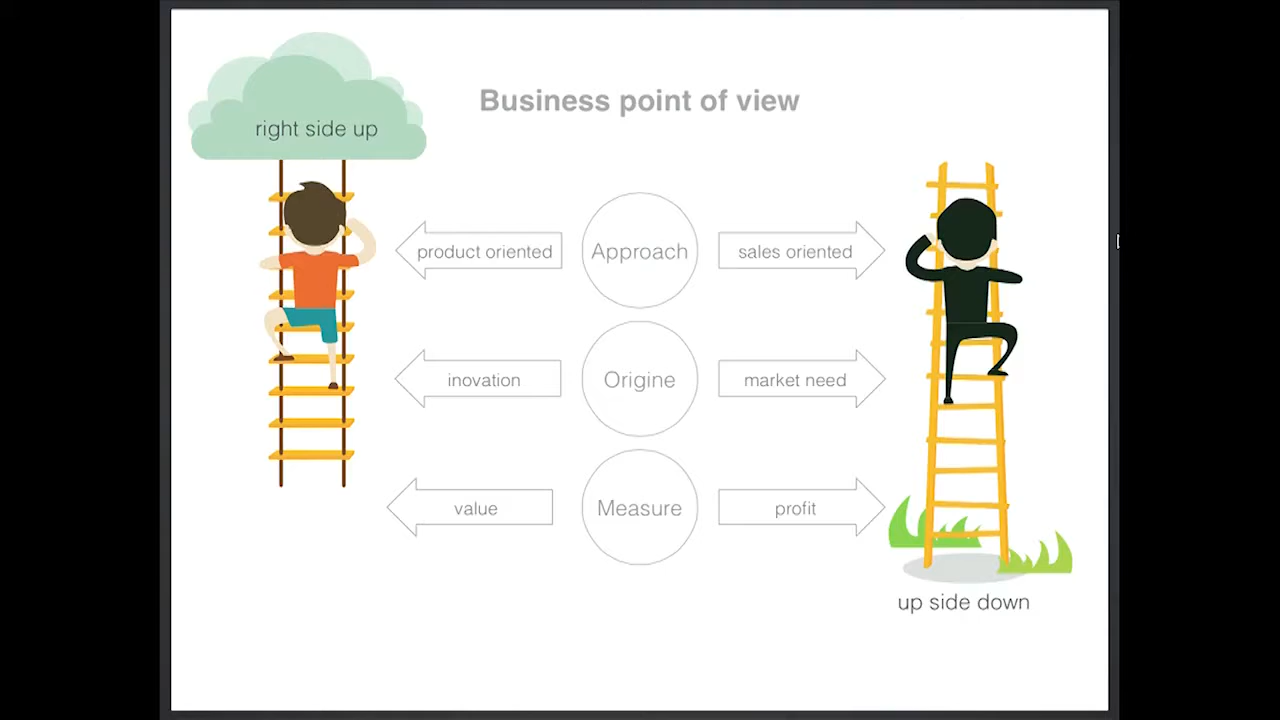 Business point of view
right side up
product oriented
Approach
sales oriented
inovation
Origine
market need
value
Measure
profit
up side down